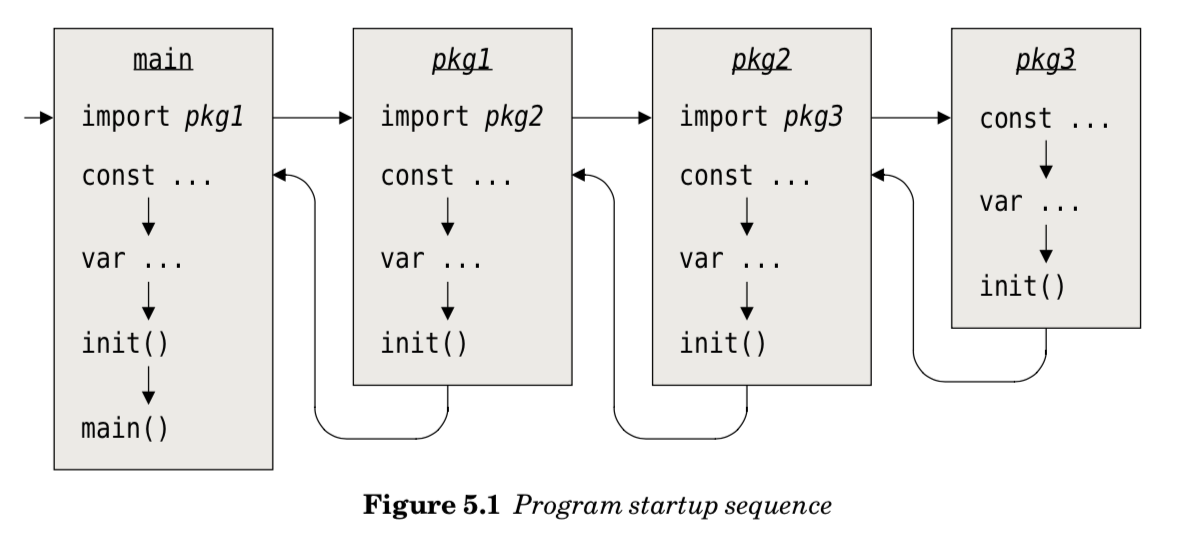 main
import pkg1
const ...
var ...
init()
main()
pkg1
import pkg2
const ...
var ...
init()
pkg2
import pkg3
const ...
var ...
init()
pkg3
const ...
var ...
init()
Figure 5.1 Program startup sequence